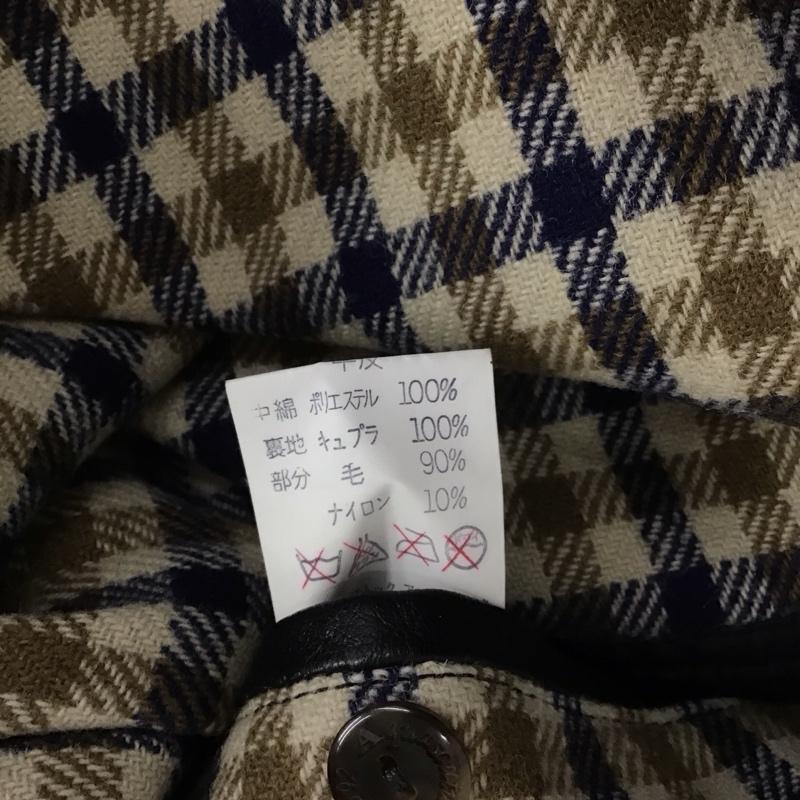 中綿 ポリエステル 100%
裏地 キュプラ 100%
部分 毛 90%
ナイロン 10%